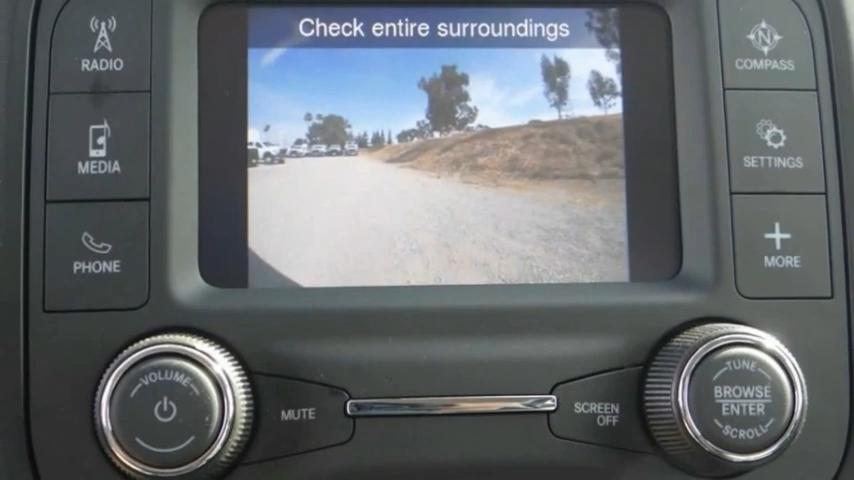 Check entire surroundings
RADIO
MEDIA
PHONE
N
COMPASS
SETTINGS
MORE
VOLUME
MUTE
SCREEN
OFF
TUNE
BROWSE
ENTER
SCROLL